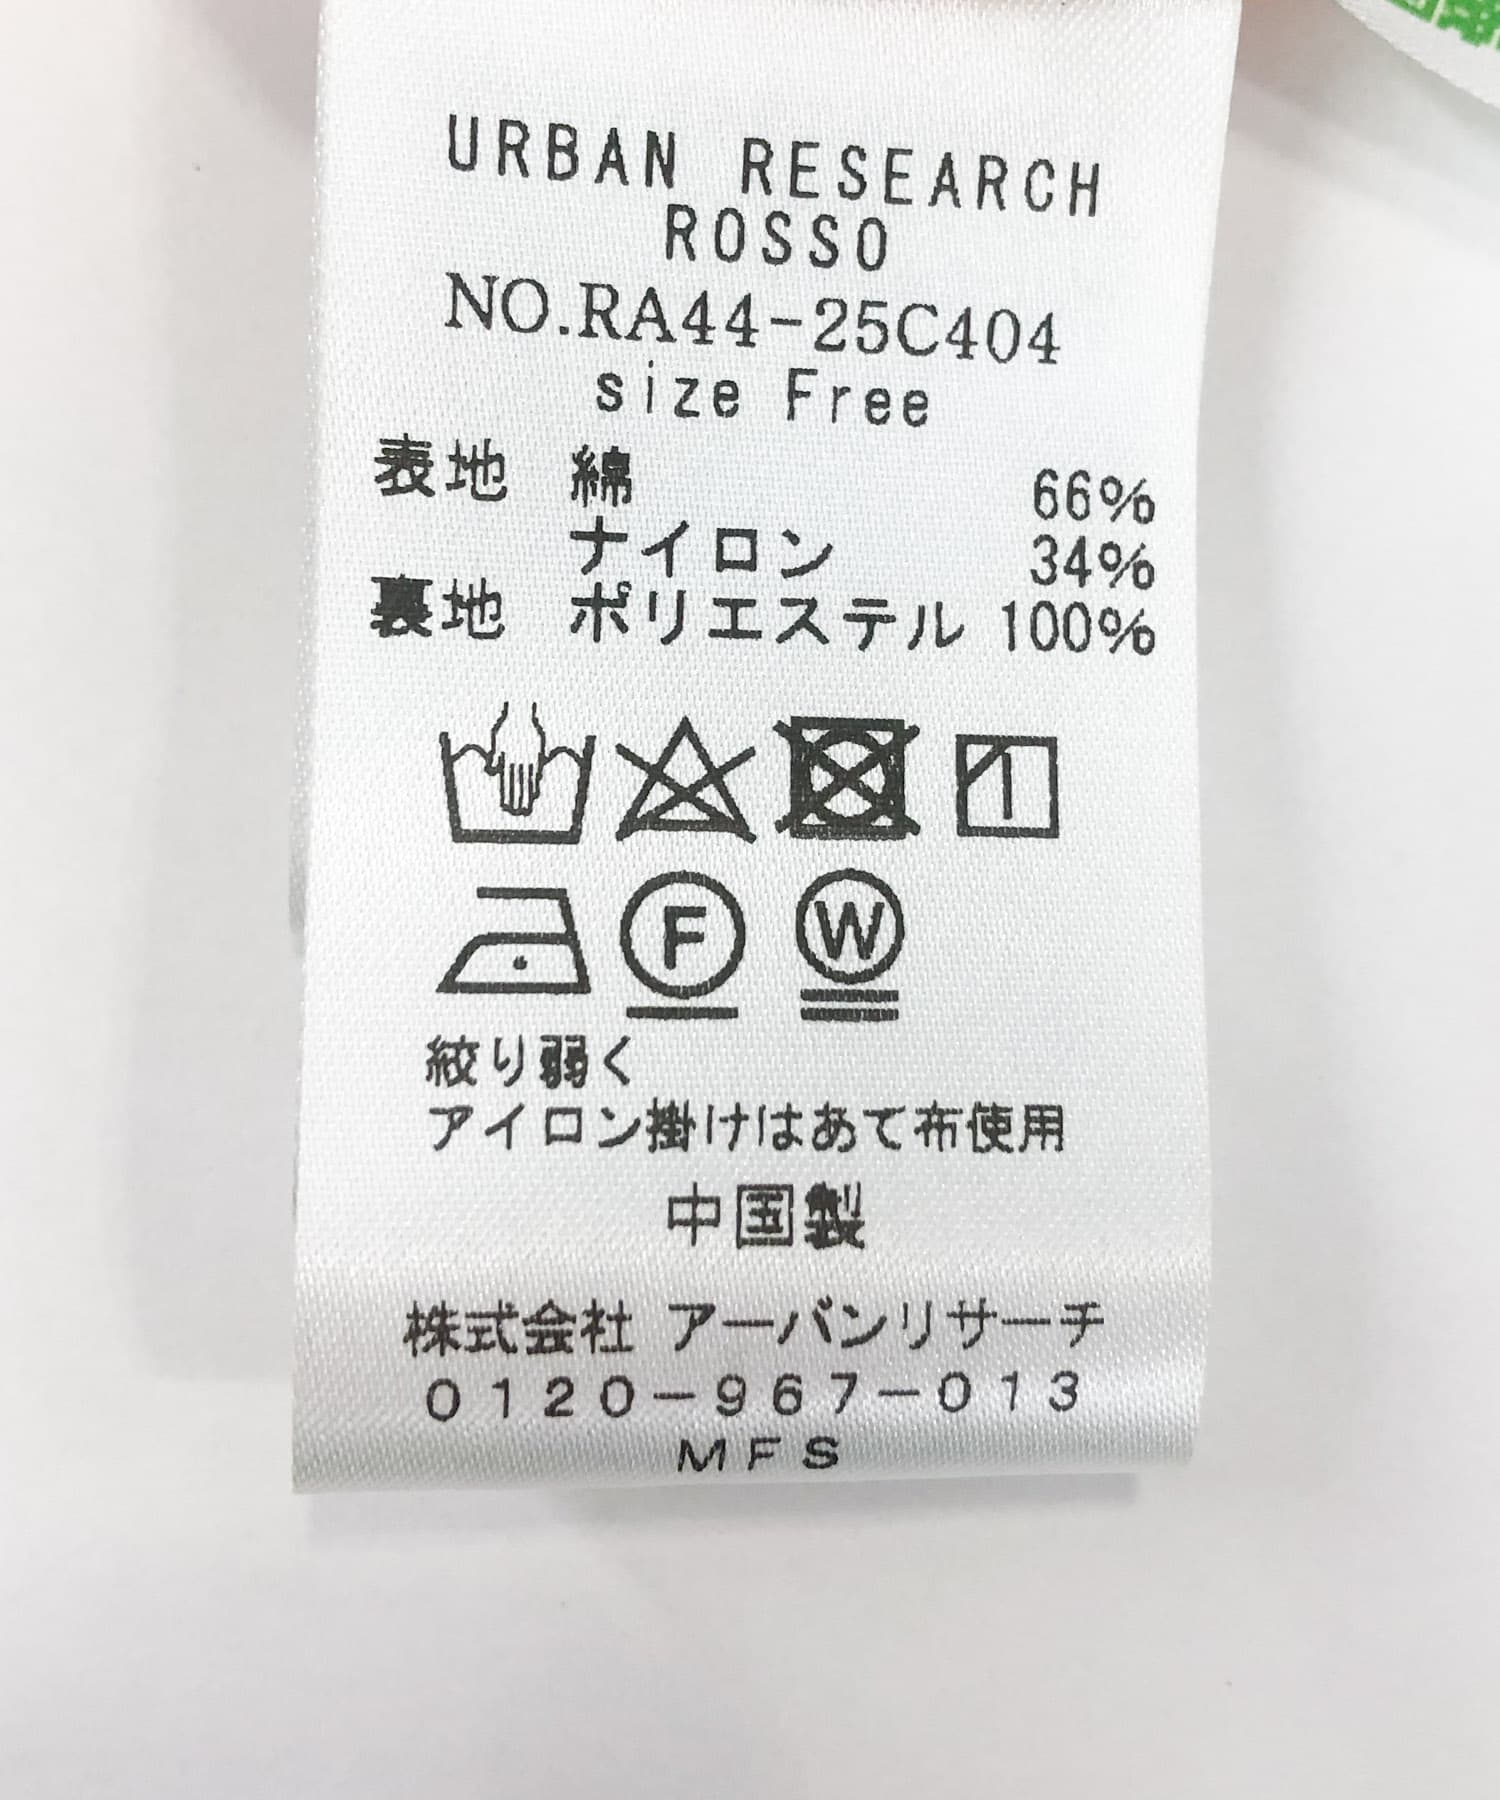 URBAN RESEARCH
ROSSO
NO.RA44-25C404
size Free
表地 綿 66%
ナイロン 34%
裏地 ポリエステル 100%
F W
絞り弱く
アイロン掛けはあて布使用
中国製
株式会社 アーバンリサーチ
0120-967-013
MFS